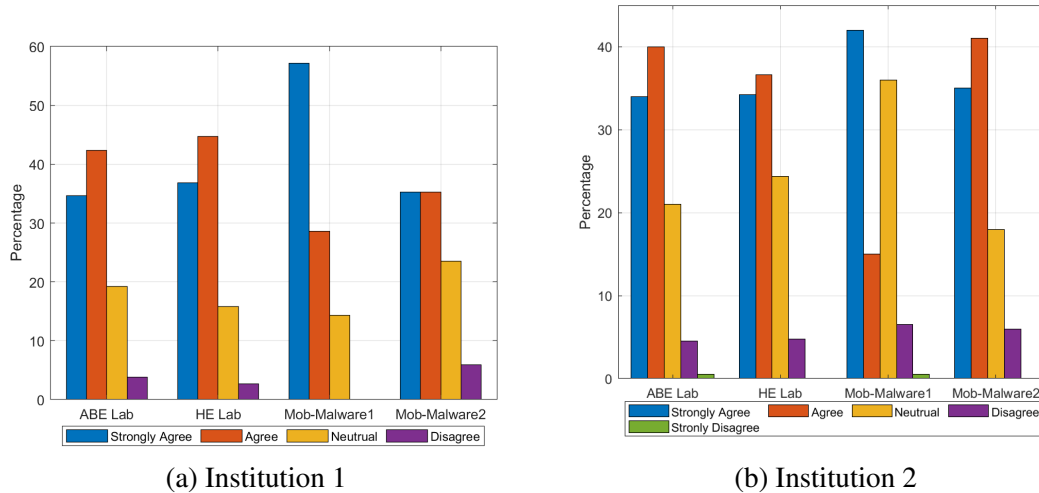 60
50
40
30
20
10
0
Percentage
ABE Lab
HE Lab
Mob-Malware1
Mob-Malware2
Strongly Agree
Agree
Neutrual
Disagree
(a) Institution 1
40
30
20
10
0
Percentage
ABE Lab
HE Lab
Mob-Malware1
Mob-Malware2
Strongly Agree
Agree
Neutrual
Disagree
Stronly Disagree
(b) Institution 2